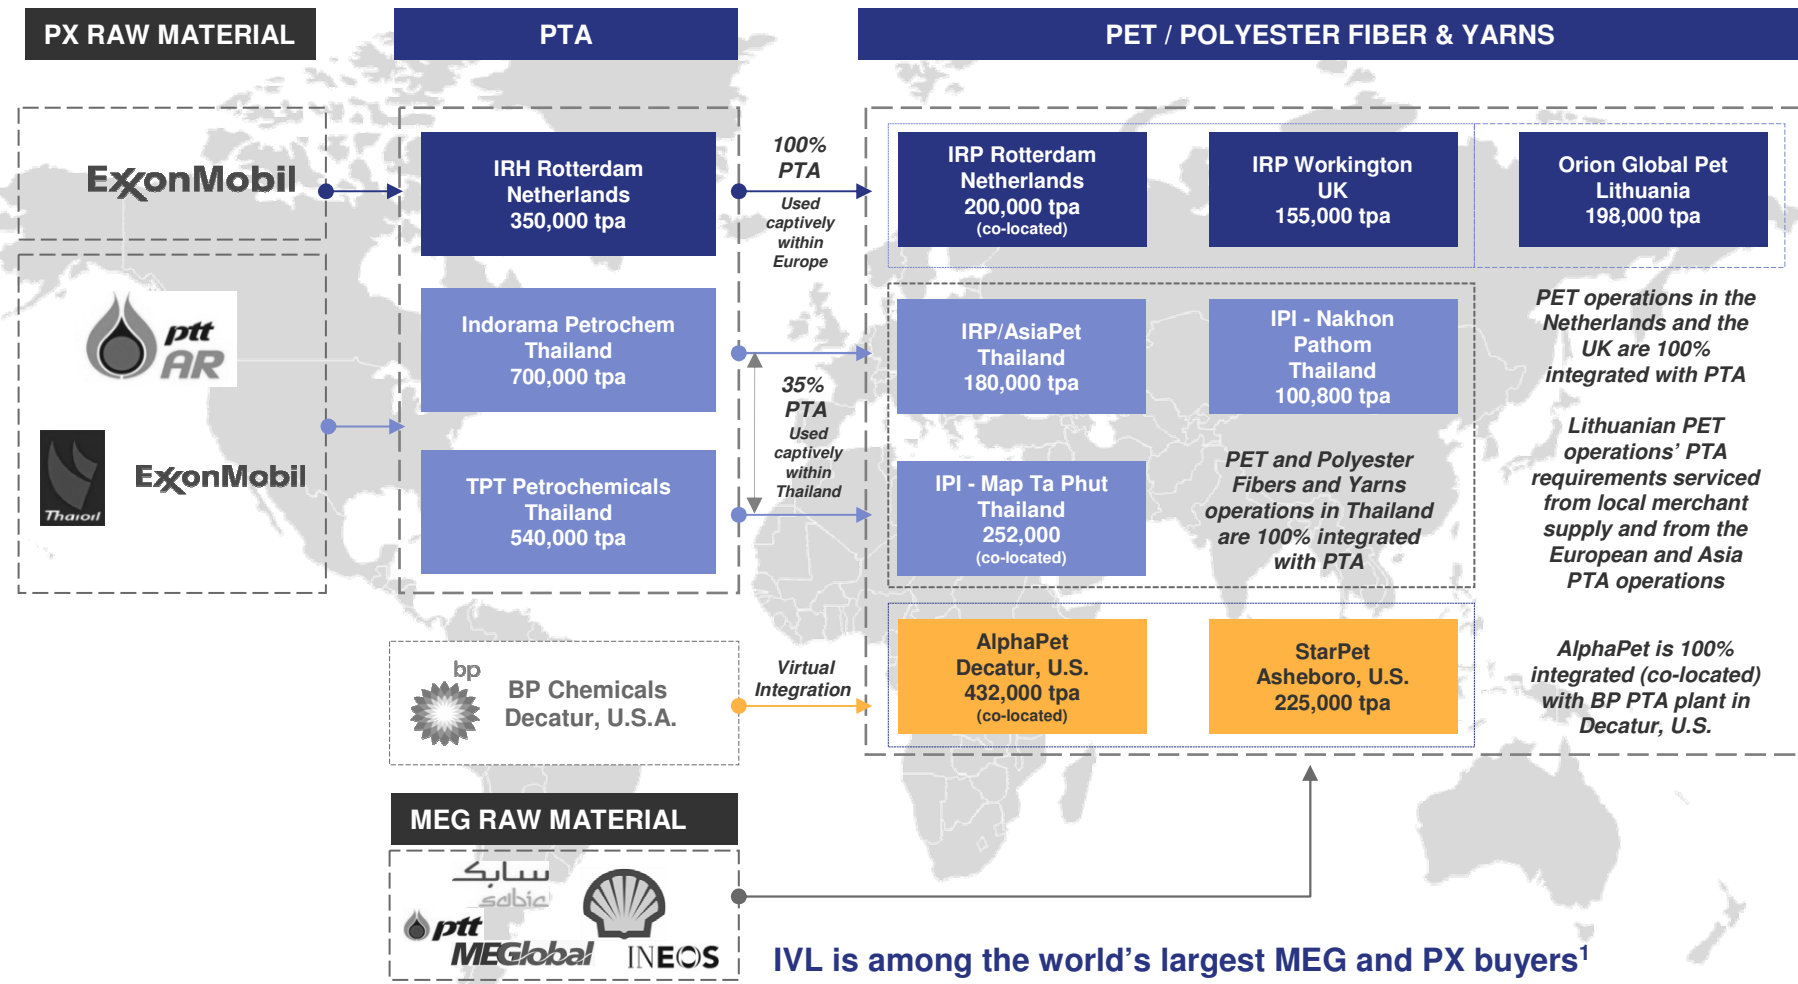 PX RAW MATERIAL
PTA
PET / POLYESTER FIBER & YARNS
ExxonMobil
IRH Rotterdam
Netherlands
350,000 tpa
100%
PTA
Used
captively
within
Europe
IRP Rotterdam
Netherlands
200,000 tpa
(co-located)
IRP Workington
UK
155,000 tpa
Orion Global Pet
Lithuania
198,000 tpa
ptt
AR
Thaioil
ExxonMobil
Indorama Petrochem
Thailand
700,000 tpa
TPT Petrochemicals
Thailand
540,000 tpa
35%
PTA
Used
captively
within
Thailand
IRP/AsiaPet
Thailand
180,000 tpa
IPI - Nakhon
Pathom
Thailand
100,800 tpa
IPI - Map Ta Phut
Thailand
252,000
(co-located)
PET and Polyester
Fibers and Yarns
operations in Thailand
are 100% integrated
with PTA
PET operations in the
Netherlands and the
UK are 100%
integrated with PTA
Lithuanian PET
operations’ PTA
requirements serviced
from local merchant
supply and from the
European and Asia
PTA operations
bp
BP Chemicals
Decatur, U.S.A.
Virtual
Integration
AlphaPet
Decatur, U.S.
432,000 tpa
(co-located)
StarPet
Asheboro, U.S.
225,000 tpa
AlphaPet is 100%
integrated (co-located)
with BP PTA plant in
Decatur, U.S.
MEG RAW MATERIAL
سابك
sabic
ptt
MEGlobal
INEOS
IVL is among the world’s largest MEG and PX buyers¹